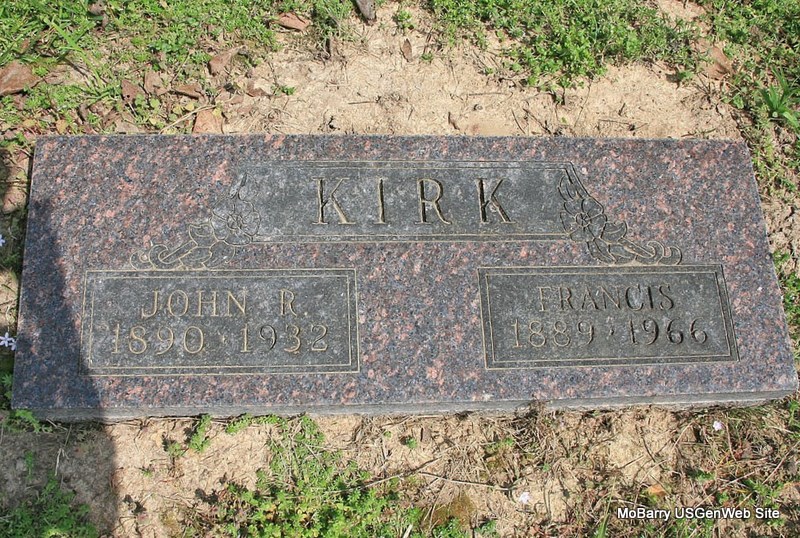 KIRK
JOHN R.
1890 1932
FRANCIS
1889 1966
MoBarry USGenWeb Site